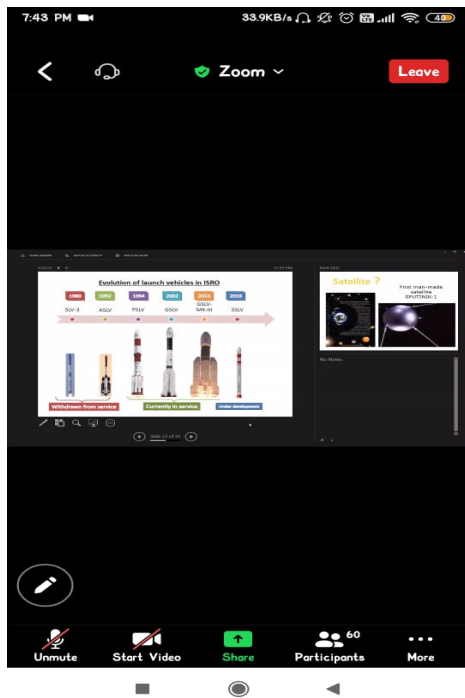 7:43 PM
33.9KB/s
40
Zoom
Leave
Evolution of launch vehicles in ISRO
1980 1992 1994 2002 2014 2019
SLV-3 ASLV PSLV GSLV GSLV-MK-III SSLV
Withdrawn from service
Currently in service
Under development
Satellite ?
First man-made
satellite
SPUTINIK-1
No Notes.
60
Unmute Start Video Share Participants More